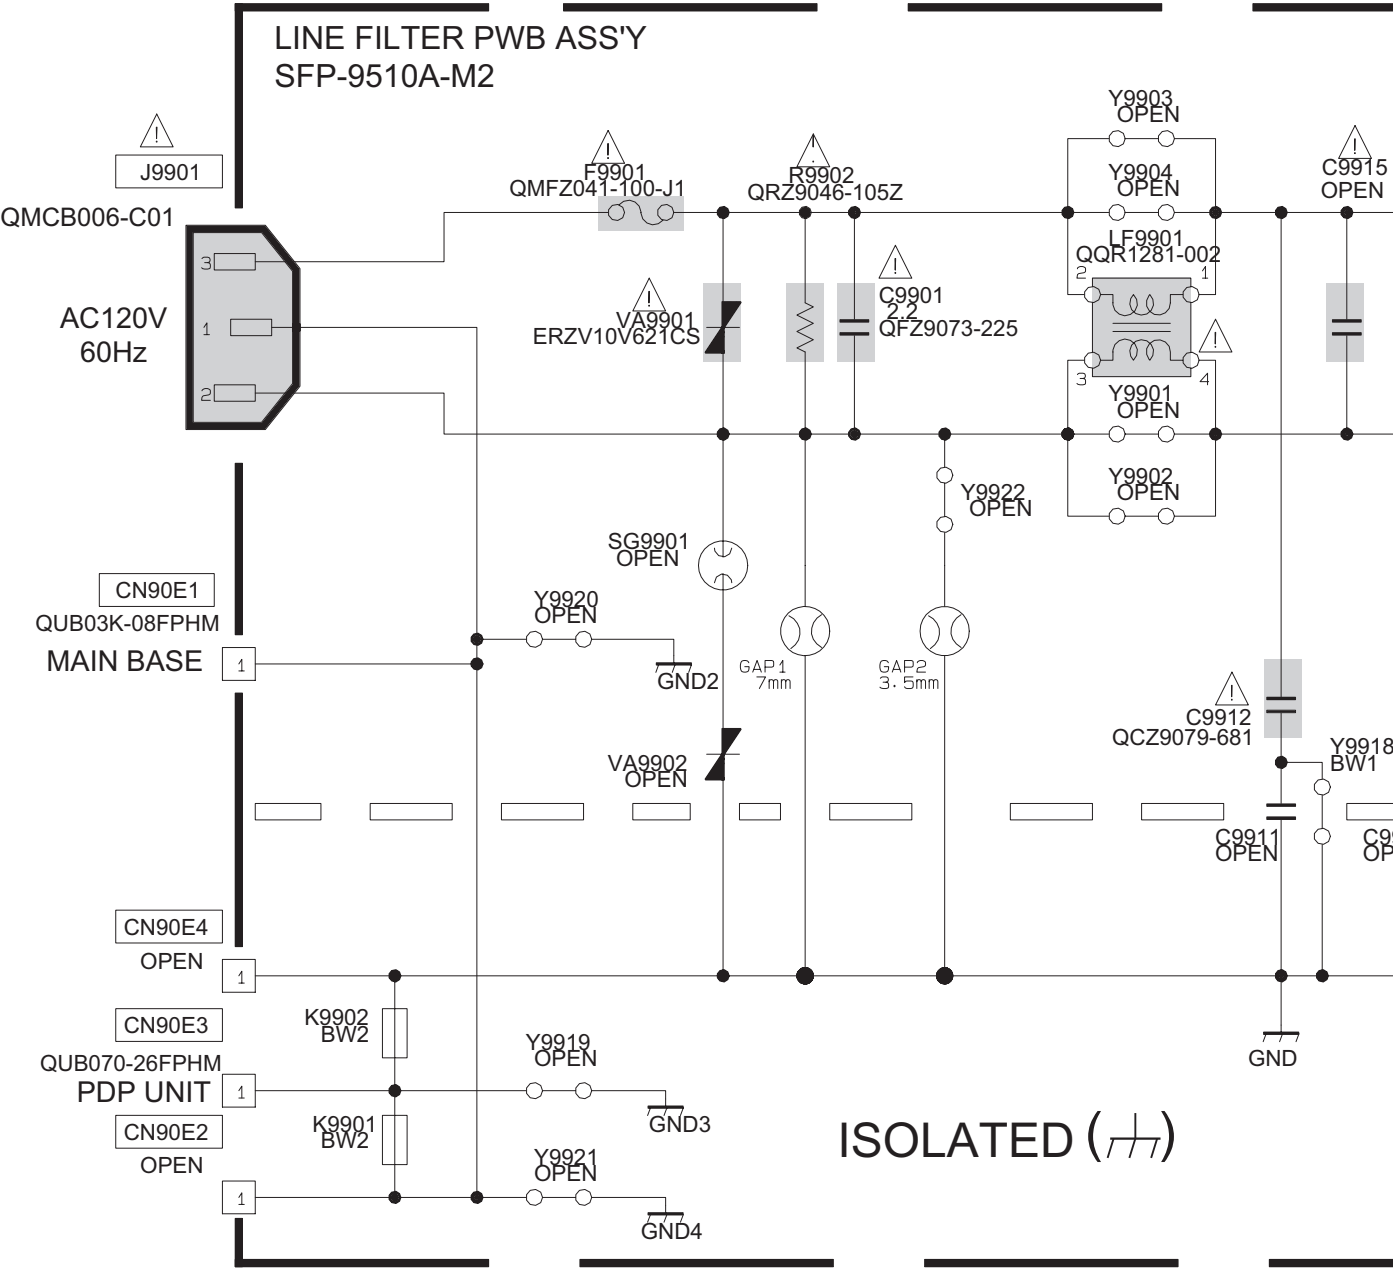 LINE FILTER PWB ASS'Y
SFP-9510A-M2
J9901
QMCB006-C01
3
1
2
AC120V
60Hz
F9901
QMFZ041-100-J1
R9902
QRZ9046-105Z
Y9903
OPEN
Y9904
OPEN
C9915
OPEN
LF9901
QQR1281-002
2
1
3
4
VA9901
ERZV10V621CS
C9901
2.2
QFZ9073-225
Y9901
OPEN
Y9902
OPEN
Y9922
OPEN
SG9901
OPEN
CN90E1
QUB03K-08FPHM
MAIN BASE
1
Y9920
OPEN
GND2
GAP1
7mm
GAP2
3.5mm
C9912
QCZ9079-681
VA9902
OPEN
Y9918
BW1
C9911
OPEN
C99
OP
CN90E4
OPEN
1
CN90E3
QUB070-26FPHM
PDP UNIT
1
K9902
BW2
Y9919
OPEN
GND3
GND
CN90E2
OPEN
1
K9901
BW2
Y9921
OPEN
GND4
ISOLATED ( )